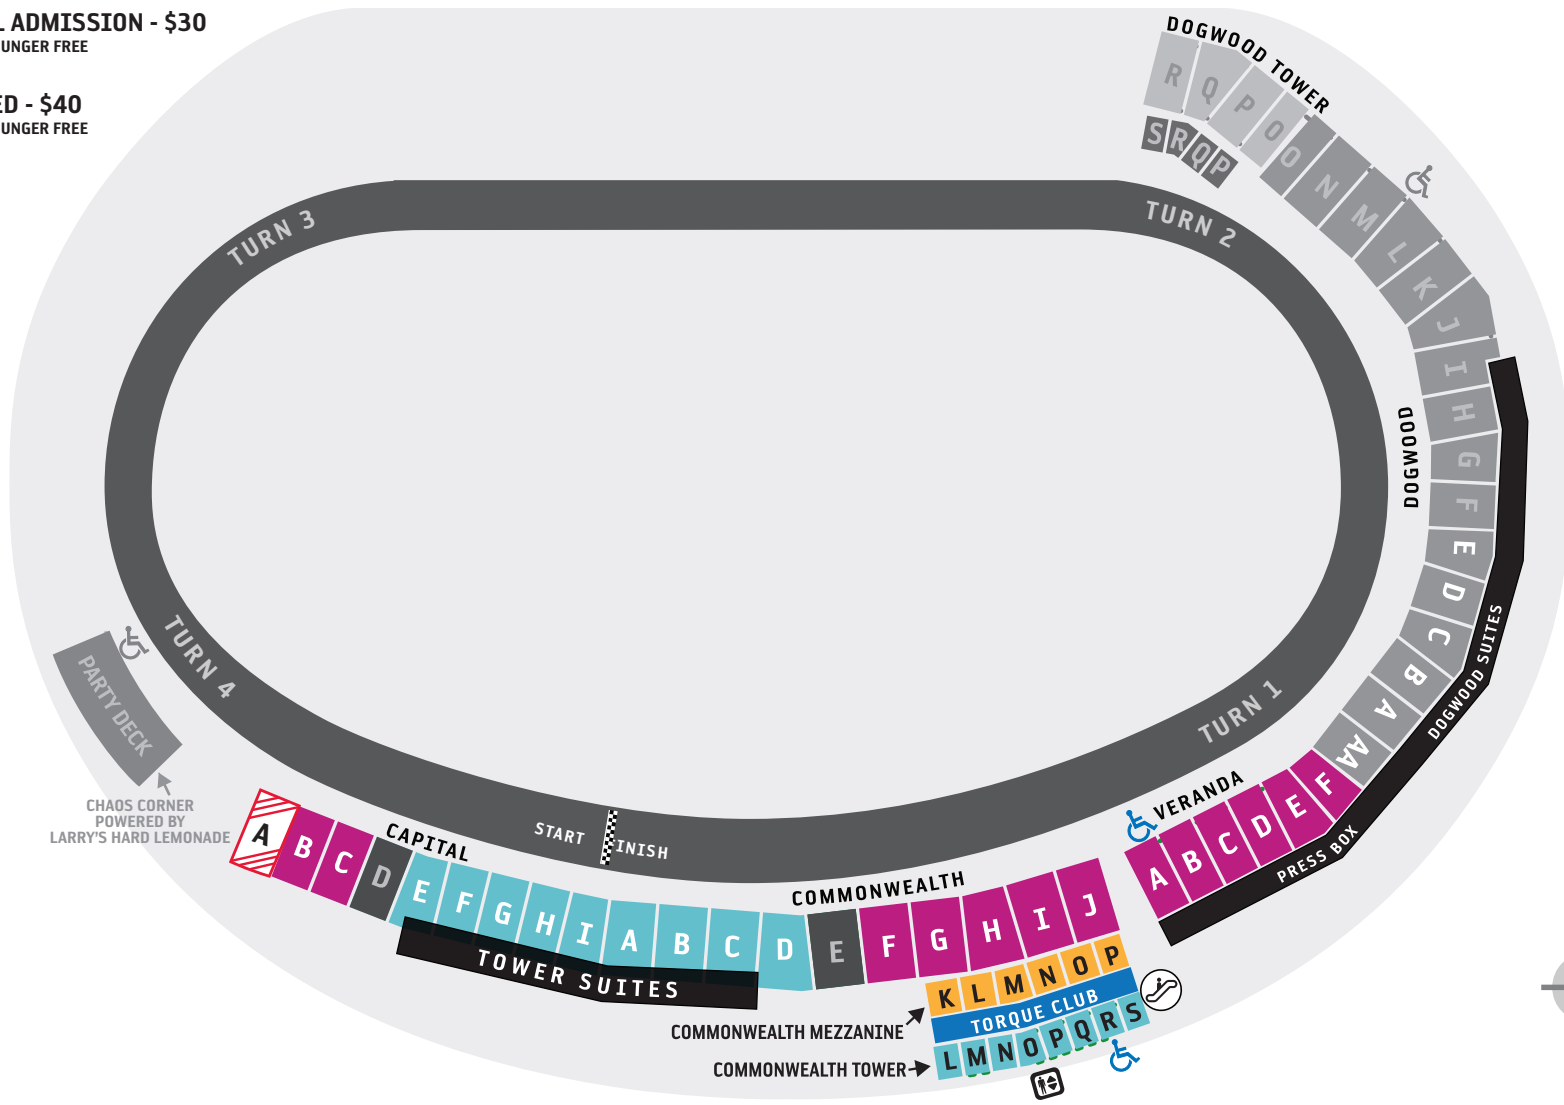 L ADMISSION - $30
UNGER FREE
ED - $40
UNGER FREE
DOGWOOD TOWER
R Q P O
S R Q P
O N M L K J I H G F E D C B A AA
DOGWOOD
DOGWOOD SUITES
TURN 3
TURN 2
TURN 4
TURN 1
PARTY DECK
CHAOS CORNER
POWERED BY
LARRY'S HARD LEMONADE
VERANDA
A B C D E F
PRESS BOX
START
INISH
CAPITAL
A B C D E F G H I
A B C D E F G H I J
COMMONWEALTH
TOWER SUITES
K L M N O P
TORQUE CLUB
COMMONWEALTH MEZZANINE
L M N O P Q R S
COMMONWEALTH TOWER